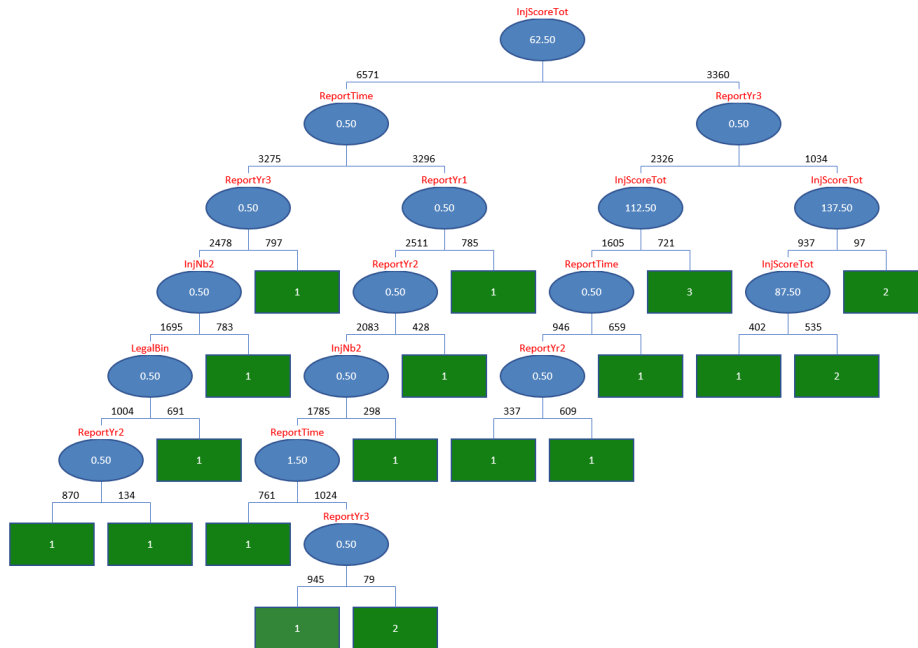 InjScoreTot
62.50
6571 3360
ReportTime ReportYr3
0.50 0.50
3275 3296 2326 1034
ReportYr3 ReportYr1 InjScoreTot InjScoreTot
0.50 0.50 112.50 137.50
2478 797 2511 785 1605 721 937 97
InjNb2 ReportYr2 ReportTime InjScoreTot
0.50 1 0.50 1 0.50 3 87.50 2
1695 783 2083 428 946 659 402 535
LegalBin InjNb2 ReportYr2
0.50 1 0.50 1 0.50 1 1 2
1004 691 1785 298 337 609
ReportYr2 ReportTime
0.50 1 1.50 1 1 1
870 134 761 1024
ReportYr3
1 1 1 0.50
945 79
1 2